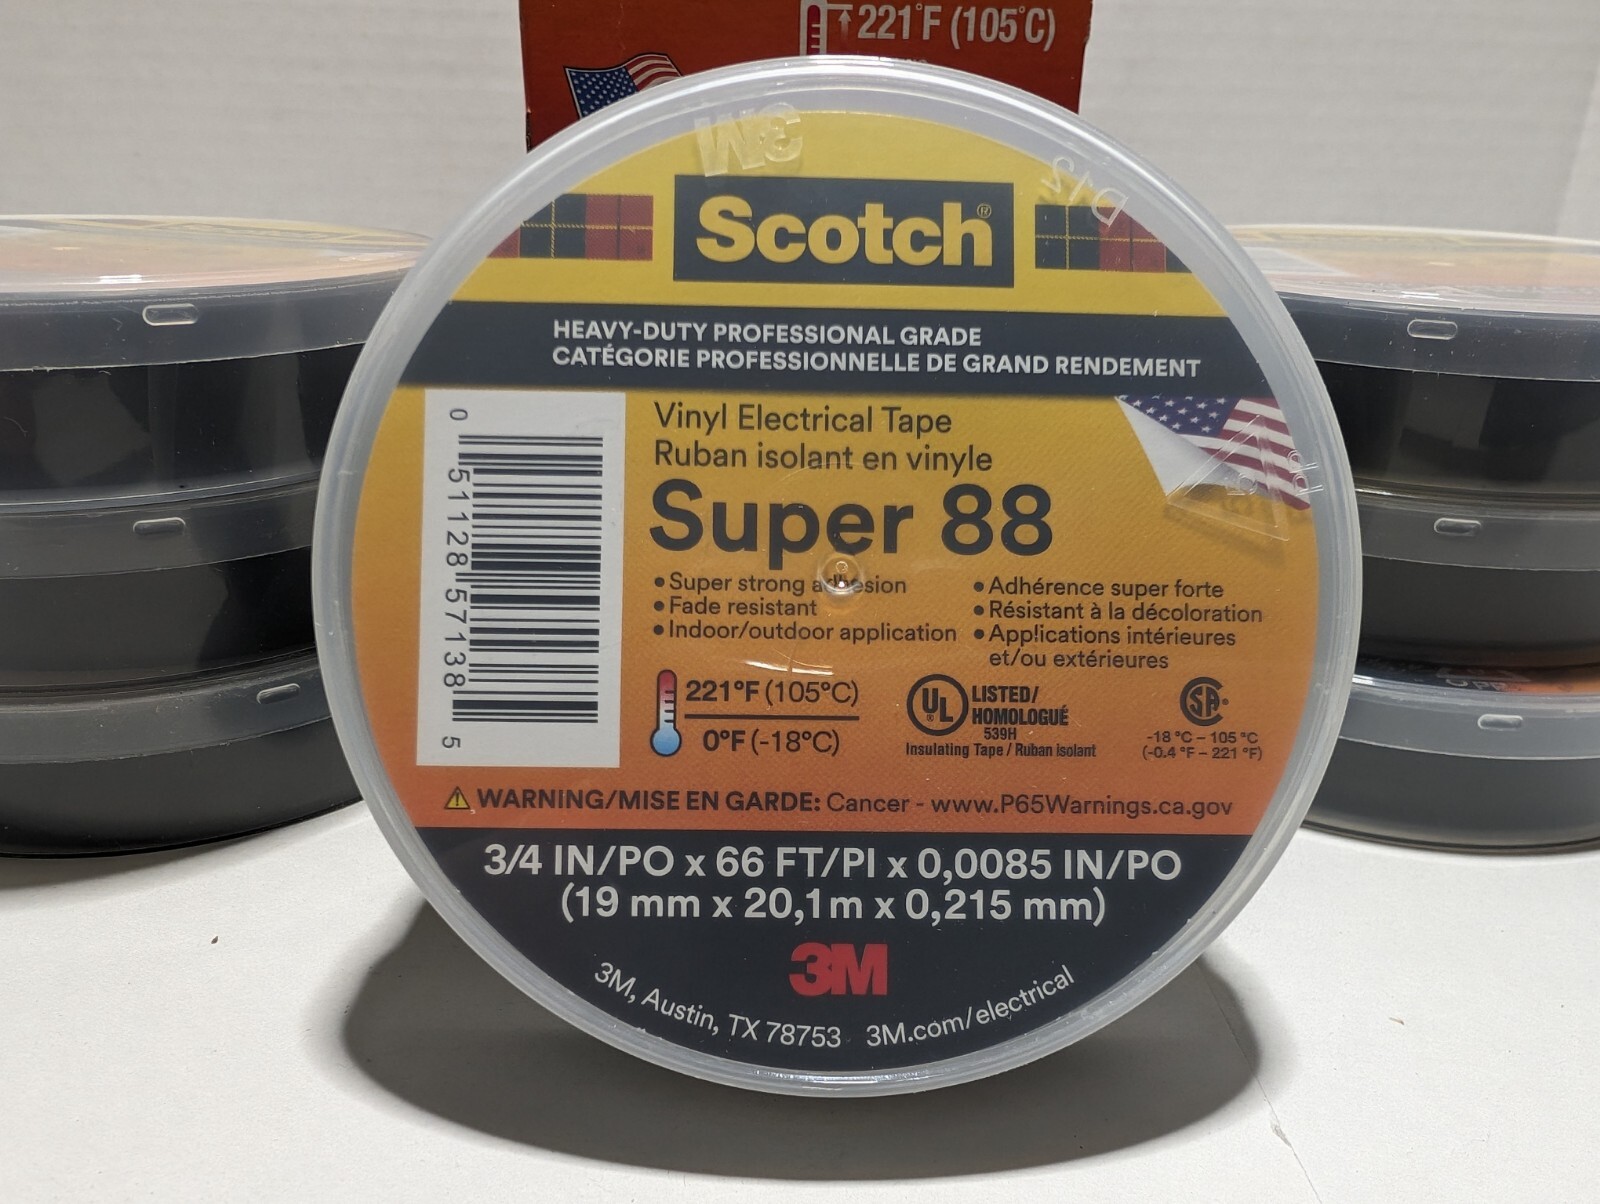 221°F (105°C)
3M
Scotch®
HEAVY-DUTY PROFESSIONAL GRADE
CATÉGORIE PROFESSIONNELLE DE GRAND RENDEMENT
Vinyl Electrical Tape
Ruban isolant en vinyle
Super 88
• Super strong adhesion
• Fade resistant
• Indoor/outdoor application
• Adhérence super forte
• Résistant à la décoloration
• Applications intérieures
et/ou extérieures
0 51128 57138 5
221°F (105°C)
0°F (-18°C)
UL® LISTED/
HOMOLOGUÉ
539H
Insulating Tape / Ruban isolant
SA®
-18 °C – 105 °C
(-0.4 °F – 221 °F)
WARNING/MISE EN GARDE: Cancer - www.P65Warnings.ca.gov
3/4 IN/PO x 66 FT/PI x 0,0085 IN/PO
(19 mm x 20,1m x 0,215 mm)
3M
3M, Austin, TX 78753 3M.com/electrical